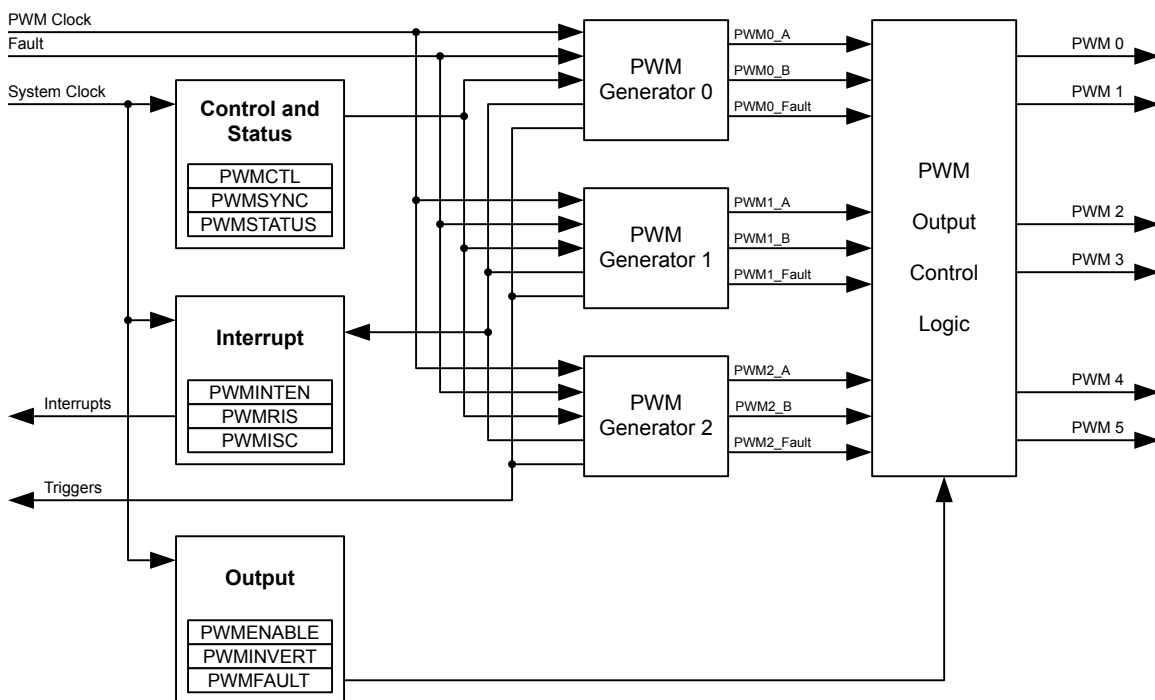 PWM Clock
Fault
System Clock
Control and
Status
PWMCTL
PWMSYNC
PWMSTATUS
Interrupt
PWMINTEN
PWMRIS
PWMISC
Interrupts
Triggers
Output
PWMENABLE
PWMINVERT
PWMFAULT
PWM
Generator 0
PWM0_A
PWM0_B
PWM0_Fault
PWM
Generator 1
PWM1_A
PWM1_B
PWM1_Fault
PWM
Generator 2
PWM2_A
PWM2_B
PWM2_Fault
PWM
Output
Control
Logic
PWM 0
PWM 1
PWM 2
PWM 3
PWM 4
PWM 5